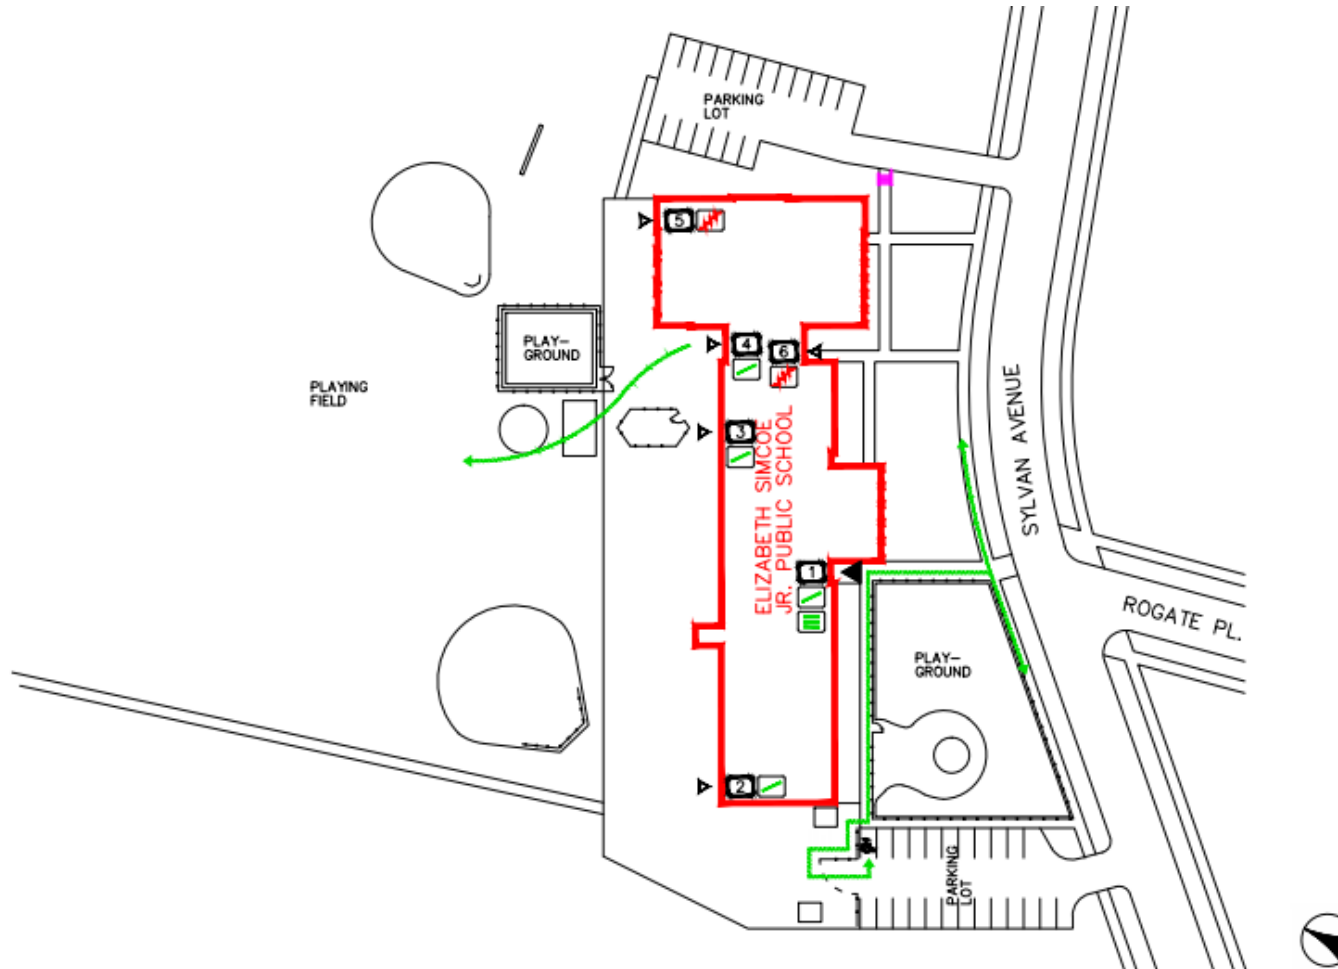 PARKING
LOT
5
4
6
PLAY-
GROUND
PLAYING
FIELD
3
ELIZABETH SIMCOE
JR. PUBLIC SCHOOL
SYLVAN AVENUE
1
ROGATE PL.
PLAY-
GROUND
2
PARKING
LOT